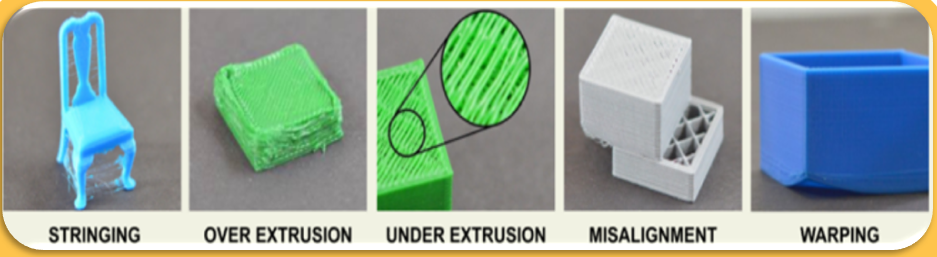 STRINGING
OVER EXTRUSION
UNDER EXTRUSION
MISALIGNMENT
WARPING